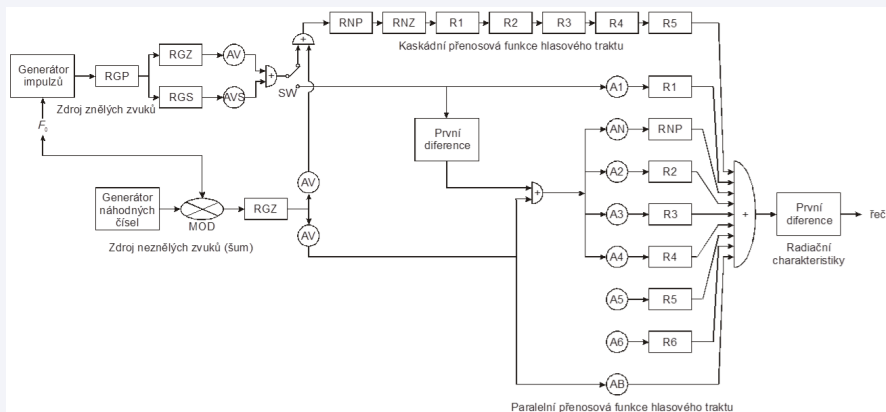 RNP RNZ R1 R2 R3 R4 R5
Kaskádní přenosová funkce hlasového traktu
Generátor
impulzů
RGP
RGZ
AV
RGS
AVS
+
+
SW
Zdroj znělých zvuků
F0
A1
R1
První
diference
AN
RNP
A2
R2
A3
R3
A4
R4
A5
R5
A6
R6
AB
AV
AV
+
Generátor
náhodných
čísel
MOD
RGZ
Zdroj neznělých zvuků (šum)
+
První
diference
řeč
Radiační
charakteristiky
Paralelní přenosová funkce hlasového traktu